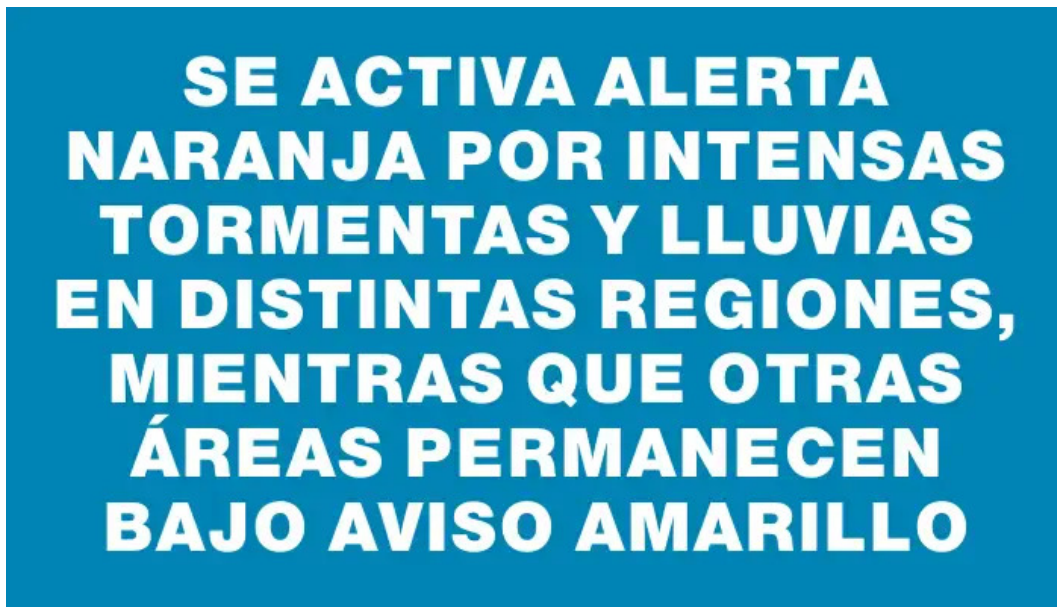 SE ACTIVA ALERTA
NARANJA POR INTENSAS
TORMENTAS Y LLUVIAS
EN DISTINTAS REGIONES,
MIENTRAS QUE OTRAS
ÁREAS PERMANECEN
BAJO AVISO AMARILLO